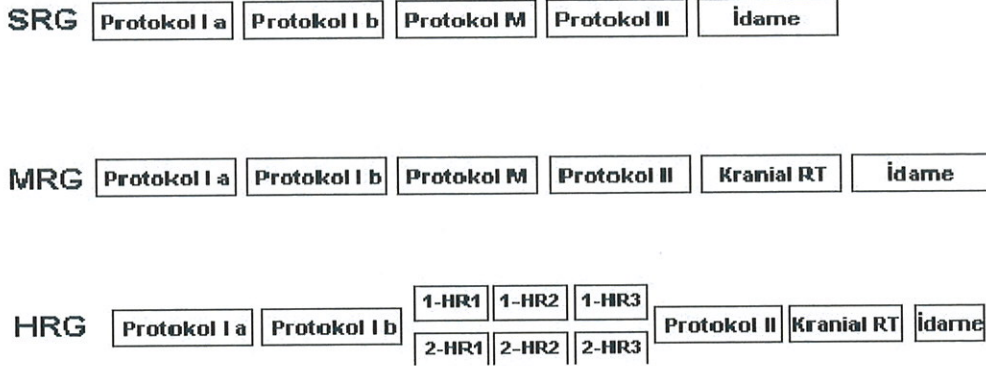 SRG Protokol I a Protokol I b Protokol M Protokol II İdame
MRG Protokol I a Protokol I b Protokol M Protokol II Kranial RT İdame
1-HR1 1-HR2 1-HR3
HRG Protokol I a Protokol I b Protokol II Kranial RT İdame
2-HR1 2-HR2 2-HR3